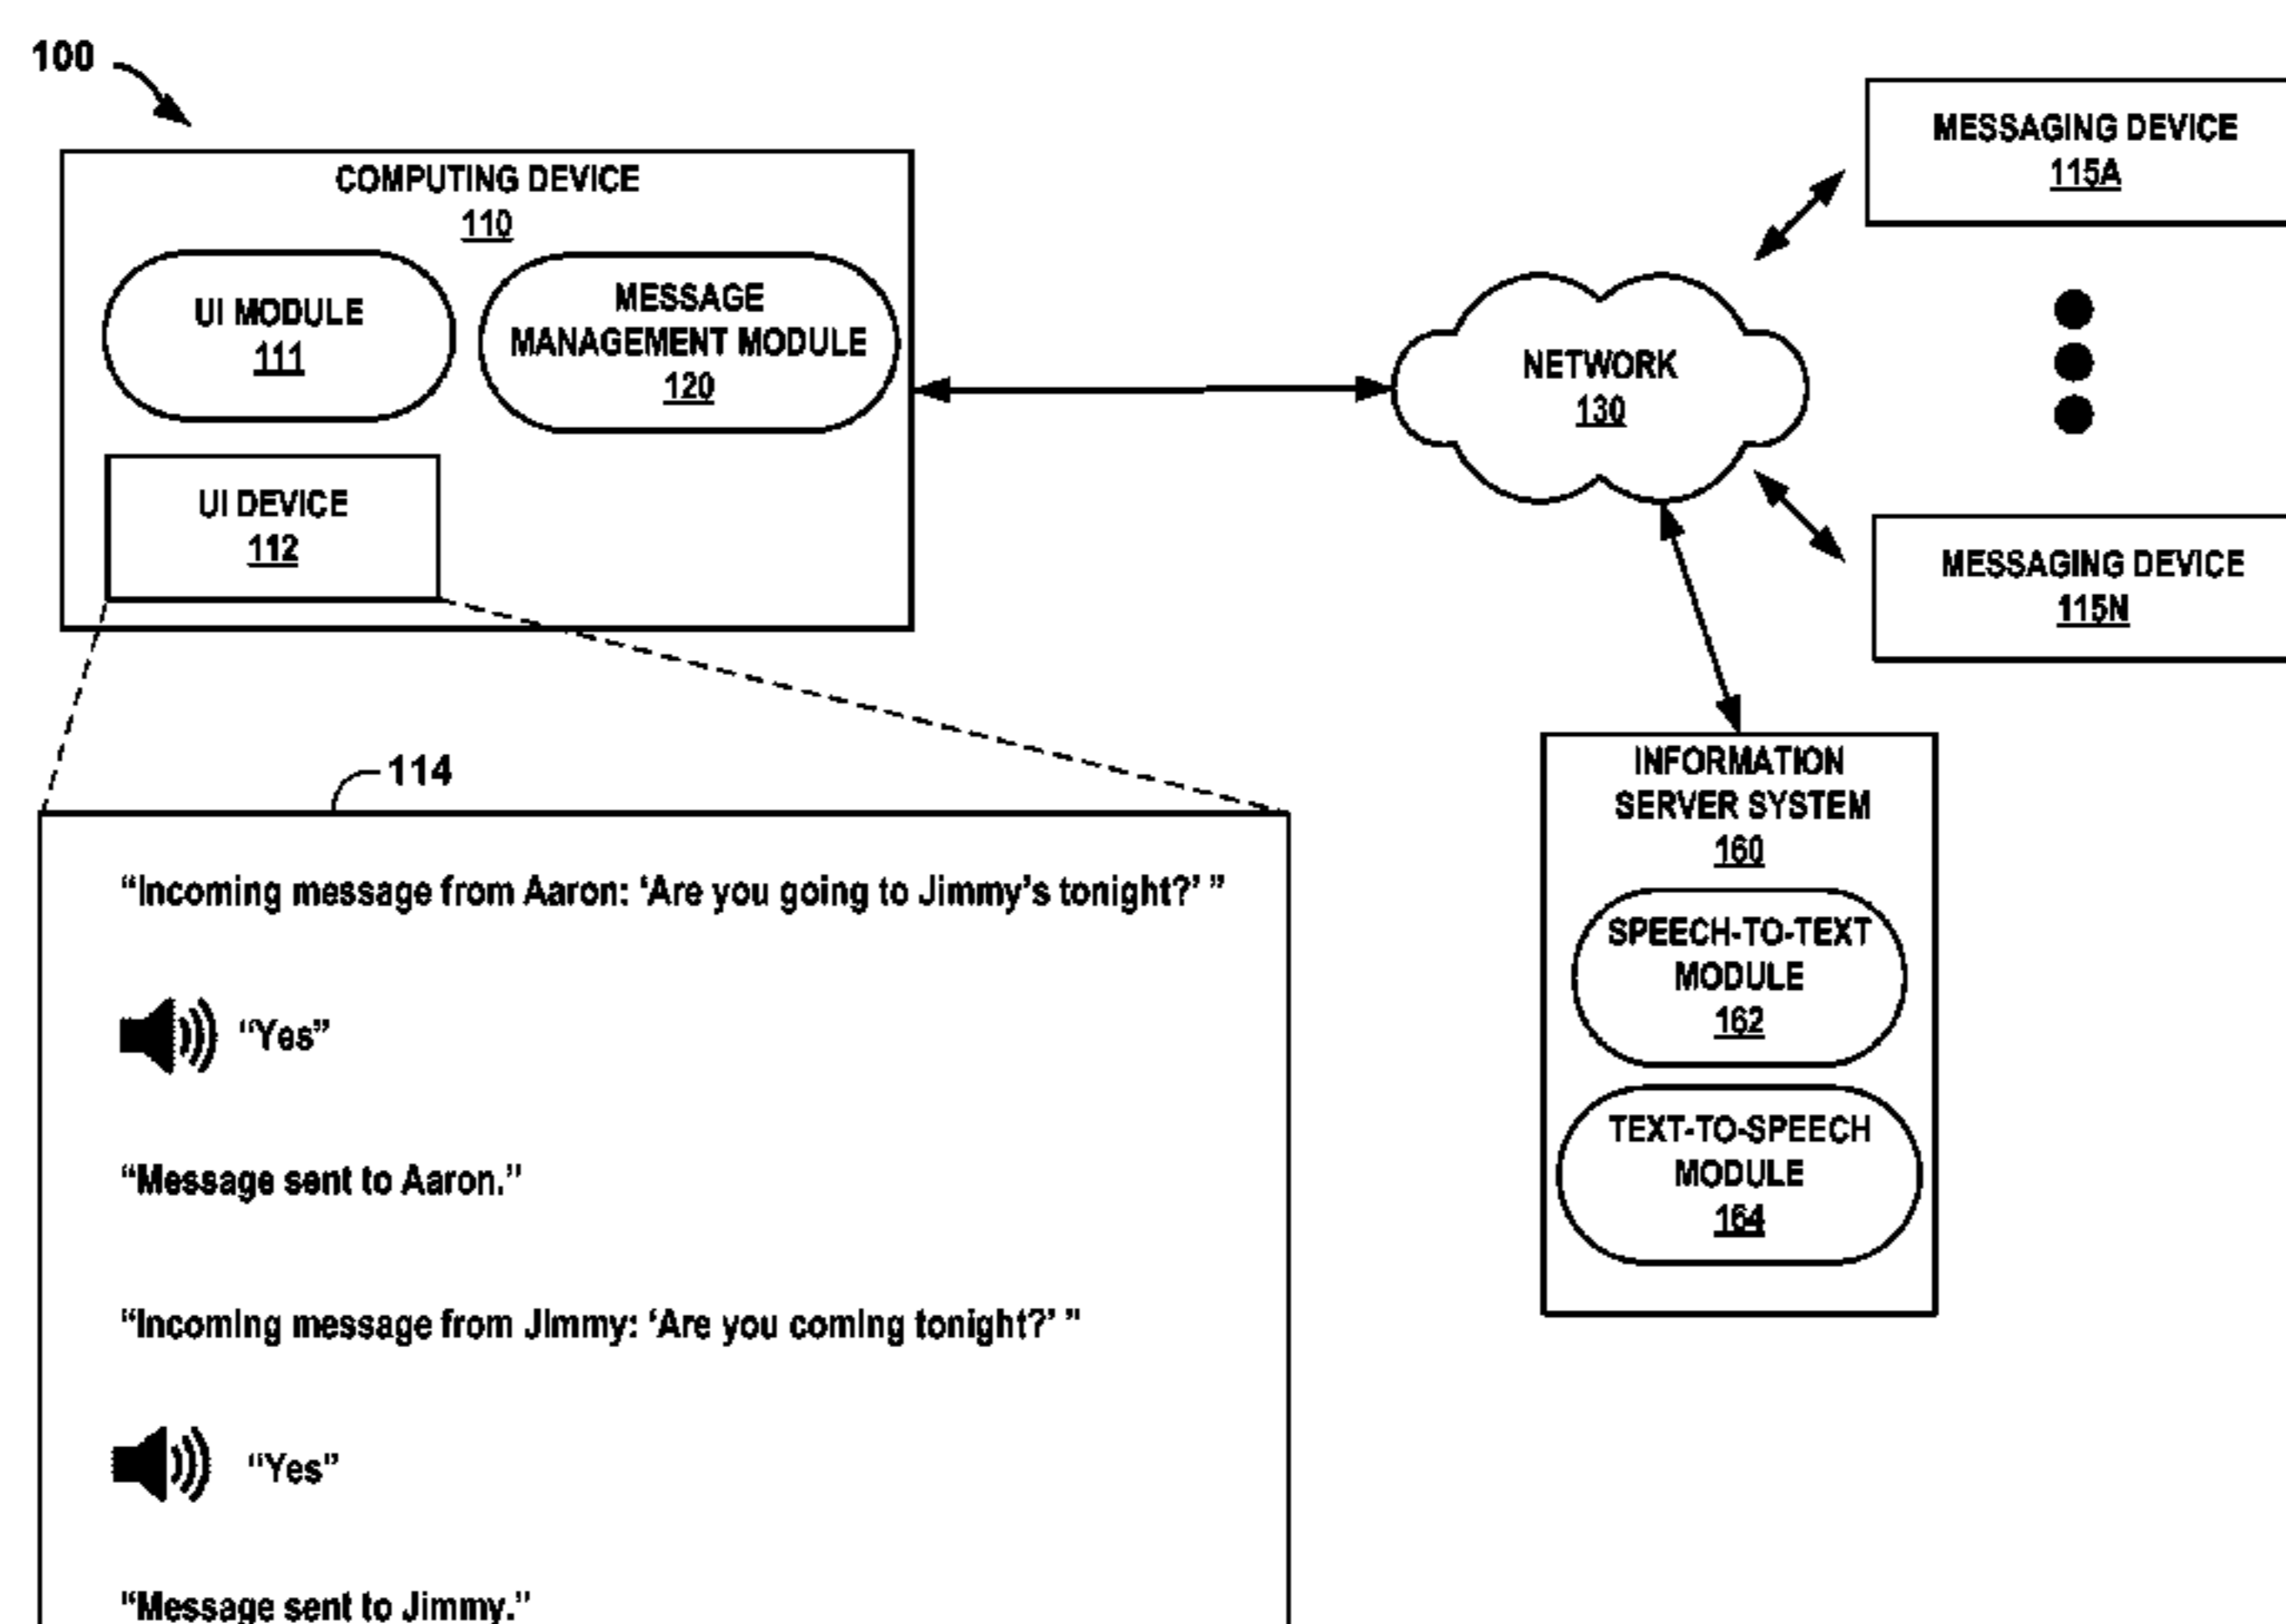 100
COMPUTING DEVICE
110
UI MODULE
111
MESSAGE
MANAGEMENT MODULE
120
UI DEVICE
112
NETWORK
130
MESSAGING DEVICE
115A
MESSAGING DEVICE
115N
INFORMATION
SERVER SYSTEM
160
SPEECH-TO-TEXT
MODULE
162
TEXT-TO-SPEECH
MODULE
164
114
“Incoming message from Aaron: ‘Are you going to Jimmy’s tonight?’ ”
“Yes”
“Message sent to Aaron.”
“Incoming message from Jimmy: ‘Are you coming tonight?’ ”
“Yes”
“Message sent to Jimmy.”